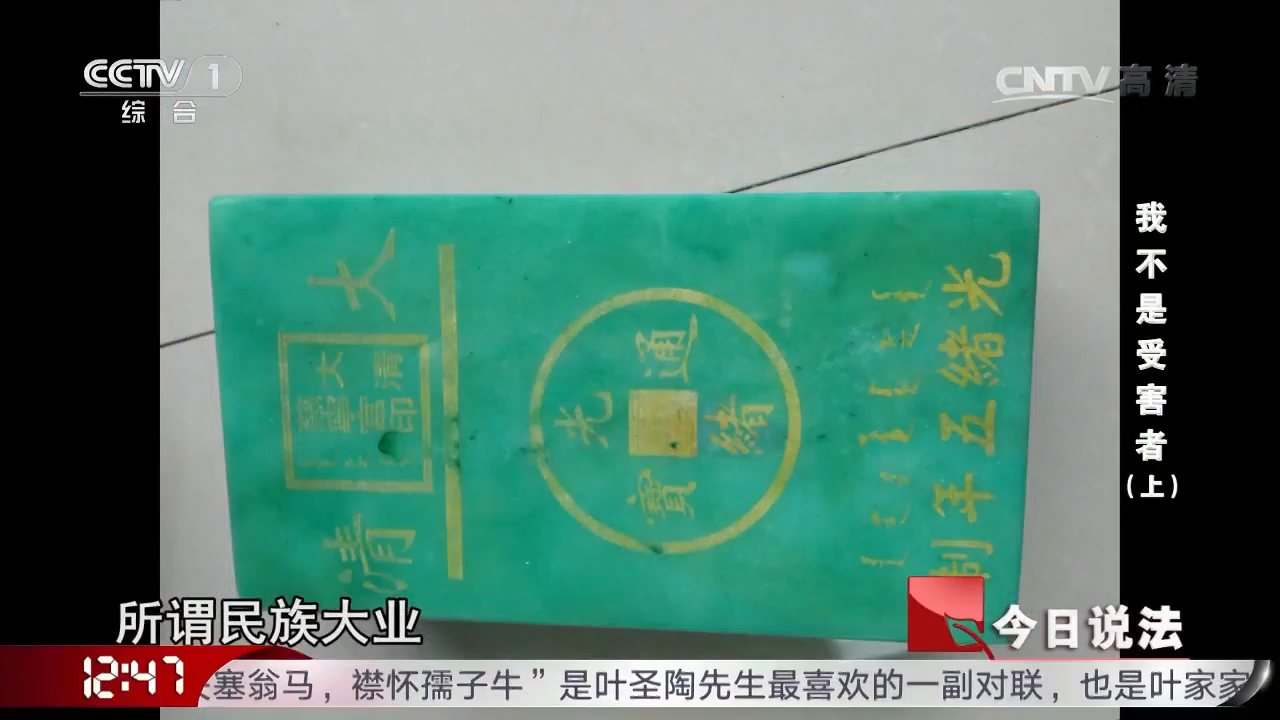 CCTV 1
综合
CNTV高清
我不是受害者(上)
大清
大清
官印
光緒通寶
光緒五年制
所谓民族大业
今日说法
12:47
塞翁马，襟怀孺子牛”是叶圣陶先生最喜欢的一副对联，也是叶家家